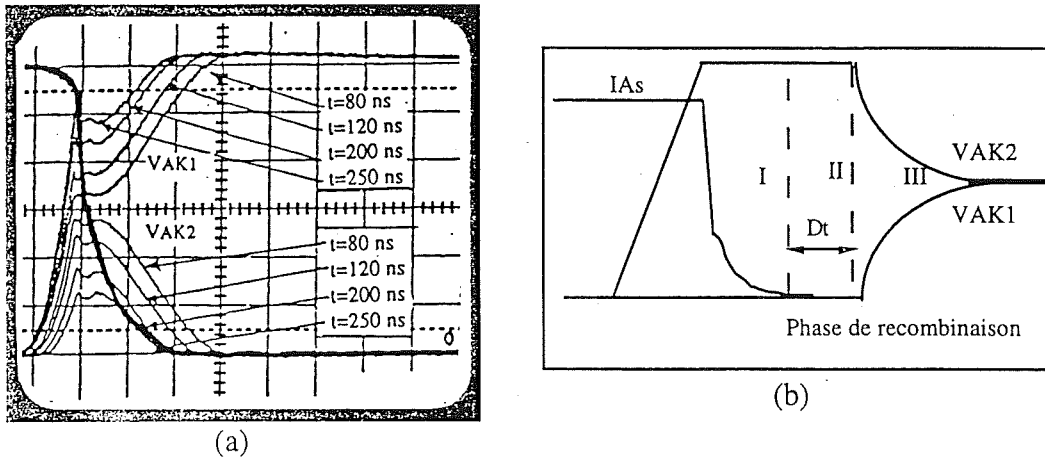 t=80 ns
t=120 ns
t=200 ns
t=250 ns
VAK1
VAK2
t=80 ns
t=120 ns
t=200 ns
t=250 ns
(a)
IAs
I
II
III
VAK2
VAK1
Dt
Phase de recombinaison
(b)